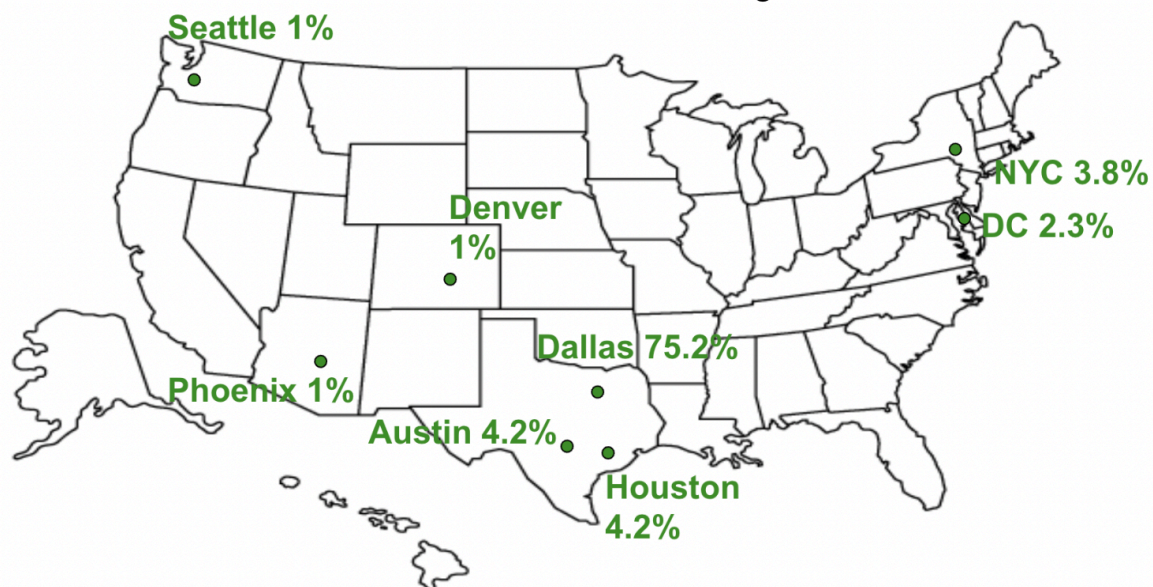 Seattle 1%
NYC 3.8%
Denver
1%
DC 2.3%
Dallas 75.2%
Phoenix 1%
Austin 4.2%
Houston
4.2%